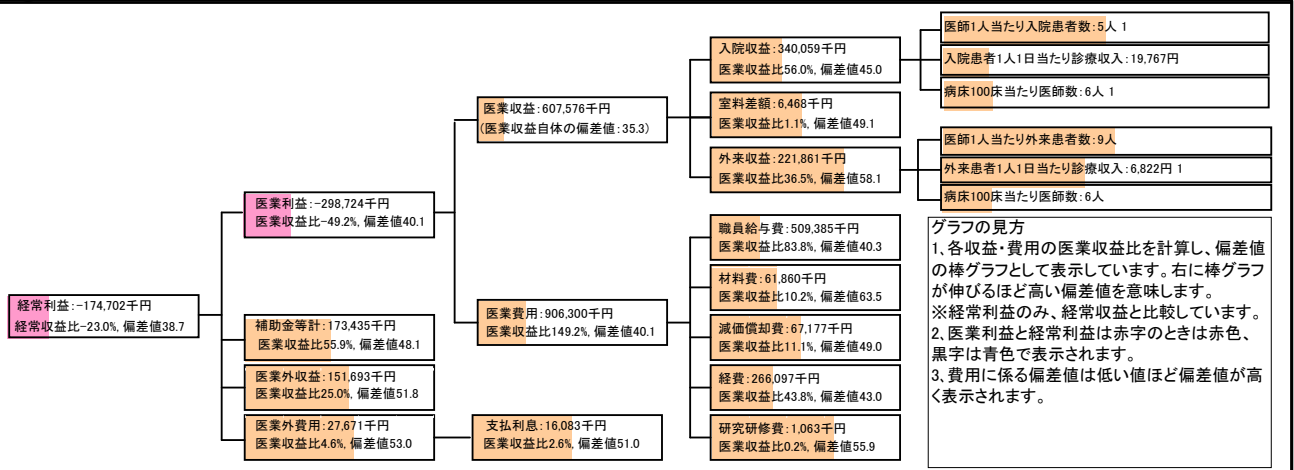 経常利益:-174,702千円
経常収益比-23.0%, 偏差値38.7
医業利益:-298,724千円
医業収益比-49.2%, 偏差値40.1
補助金等計:173,435千円
医業収益比55.9%, 偏差値48.1
医業外収益:151,693千円
医業収益比25.0%, 偏差値51.8
医業外費用:27,671千円
医業収益比4.6%, 偏差値53.0
医業収益:607,576千円
(医業収益自体の偏差値:35.3)
医業費用:906,300千円
医業収益比149.2%, 偏差値40.1
支払利息:16,083千円
医業収益比2.6%, 偏差値51.0
入院収益:340,059千円
医業収益比56.0%, 偏差値45.0
室料差額:6,468千円
医業収益比1.1%, 偏差値49.1
外来収益:221,861千円
医業収益比36.5%, 偏差値58.1
職員給与費:509,385千円
医業収益比83.8%, 偏差値40.3
材料費:61,860千円
医業収益比10.2%, 偏差値63.5
減価償却費:67,177千円
医業収益比11.1%, 偏差値49.0
経費:266,097千円
医業収益比43.8%, 偏差値43.0
研究研修費:1,063千円
医業収益比0.2%, 偏差値55.9
医師1人当たり入院患者数:5人 1
入院患者1人1日当たり診療収入:19,767円
病床100床当たり医師数:6人 1
医師1人当たり外来患者数:9人
外来患者1人1日当たり診療収入:6,822円 1
病床100床当たり医師数:6人
グラフの見方
1、各収益・費用の医業収益比を計算し、偏差値
の棒グラフとして表示しています。右に棒グラフ
が伸びるほど高い偏差値を意味します。
※経常利益のみ、経常収益と比較しています。
2、医業利益と経常利益は赤字のときは赤色、
黒字は青色で表示されます。
3、費用に係る偏差値は低い値ほど偏差値が高
く表示されます。